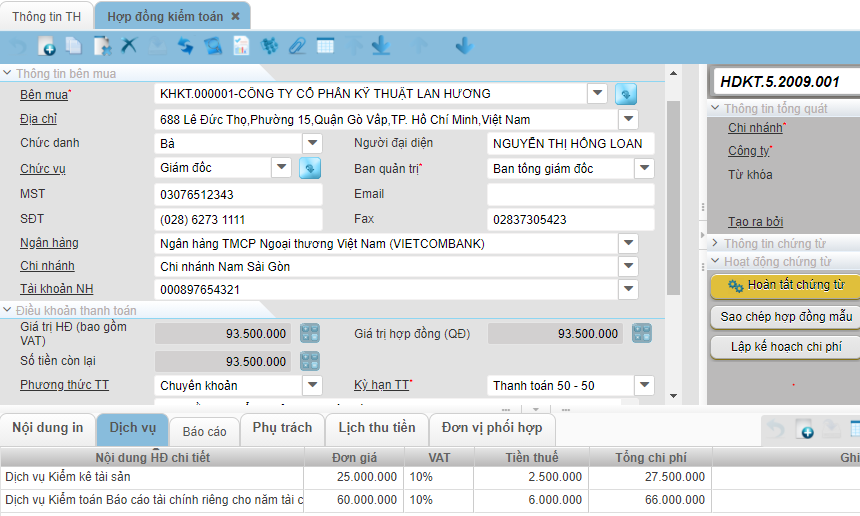 Thông tin TH
Hợp đồng kiểm toán
Thông tin bên mua
Bên mua* KHKT.000001-CÔNG TY CỔ PHẦN KỸ THUẬT LAN HƯƠNG
Địa chỉ 688 Lê Đức Thọ,Phường 15,Quận Gò Vấp,TP. Hồ Chí Minh,Việt Nam
Chức danh Bà Người đại diện NGUYỄN THỊ HỒNG LOAN
Chức vụ Giám đốc Ban quản trị* Ban tổng giám đốc
MST 03076512343 Email
SĐT (028) 6273 1111 Fax 02837305423
Ngân hàng Ngân hàng TMCP Ngoại thương Việt Nam (VIETCOMBANK)
Chi nhánh Chi nhánh Nam Sài Gòn
Tài khoản NH 000897654321
Điều khoản thanh toán
Giá trị HĐ (bao gồm VAT) 93.500.000 Giá trị hợp đồng (QĐ) 93.500.000
Số tiền còn lại 93.500.000
Phương thức TT Chuyển khoản Kỳ hạn TT* Thanh toán 50 - 50
HDKT.5.2009.001
Thông tin tổng quát
Chi nhánh*
Công ty*
Từ khóa
Tạo ra bởi
Thông tin chứng từ
Hoạt động chứng từ
Hoàn tất chứng từ
Sao chép hợp đồng mẫu
Lập kế hoạch chi phí
Nội dung in Dịch vụ Báo cáo Phụ trách Lịch thu tiền Đơn vị phối hợp
Nội dung HĐ chi tiết Đơn giá VAT Tiền thuế Tổng chi phí Ghi
Dịch vụ Kiểm kê tài sản 25.000.000 10% 2.500.000 27.500.000
Dịch vụ Kiểm toán Báo cáo tài chính riêng cho năm tài c 60.000.000 10% 6.000.000 66.000.000